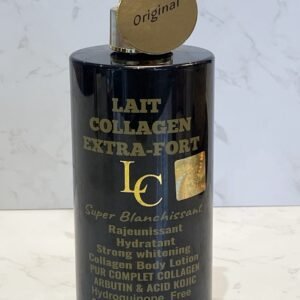 Original
LAIT
COLLAGEN
EXTRA-FORT
LC
Super Blanchissant
Rajeunissant
Hydratant
Strong whitening
Collagen Body Lotion
PUR COMPLET COLLAGEN
ARBUTIN & ACID KOJIC
Hydroquinone Free